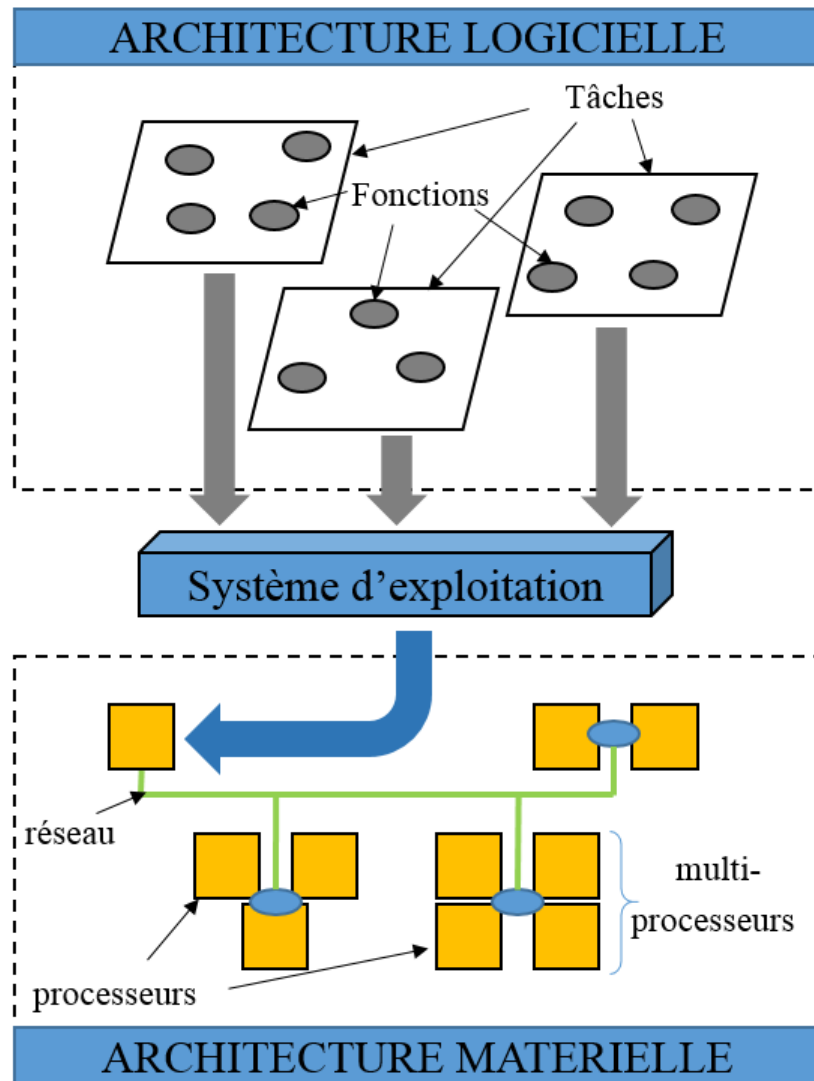 ARCHITECTURE LOGICIELLE
Tâches
Fonctions
Système d’exploitation
réseau
multi-
processeurs
processeurs
ARCHITECTURE MATERIELLE